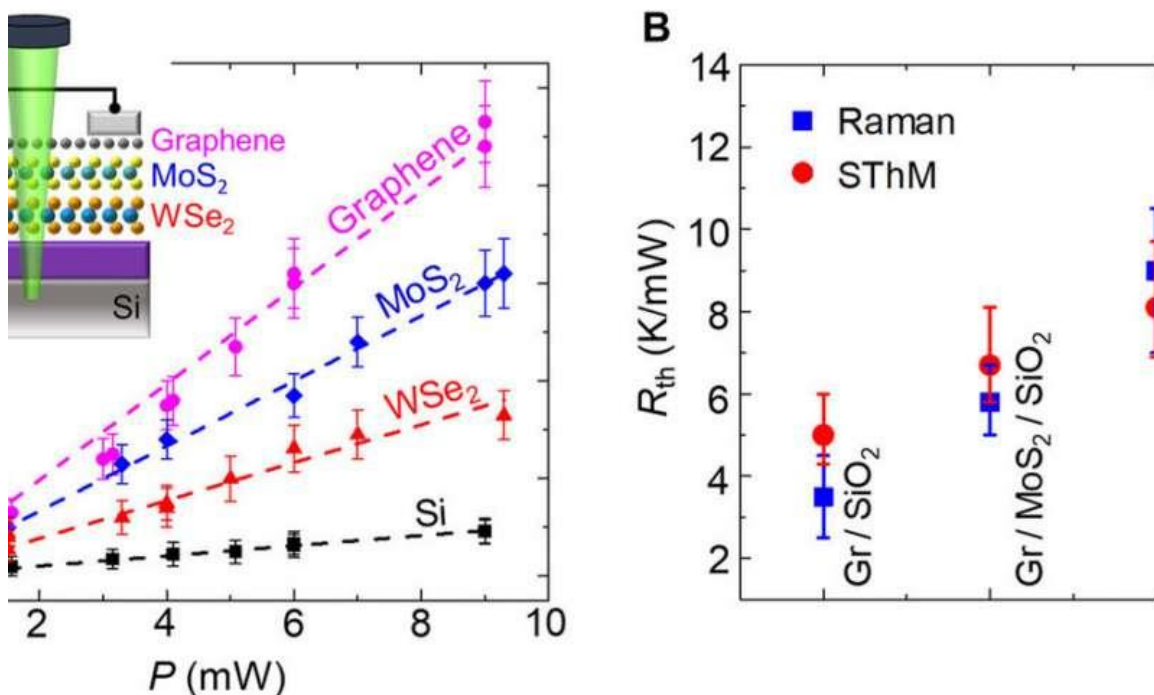 Graphene
MoS₂
WSe₂
Si
Graphene
MoS₂
WSe₂
Si
2
4
6
8
10
P (mW)
B
14
12
10
8
6
4
2
Rth (K/mW)
Raman
SThM
Gr / SiO₂
Gr / MoS₂ / SiO₂